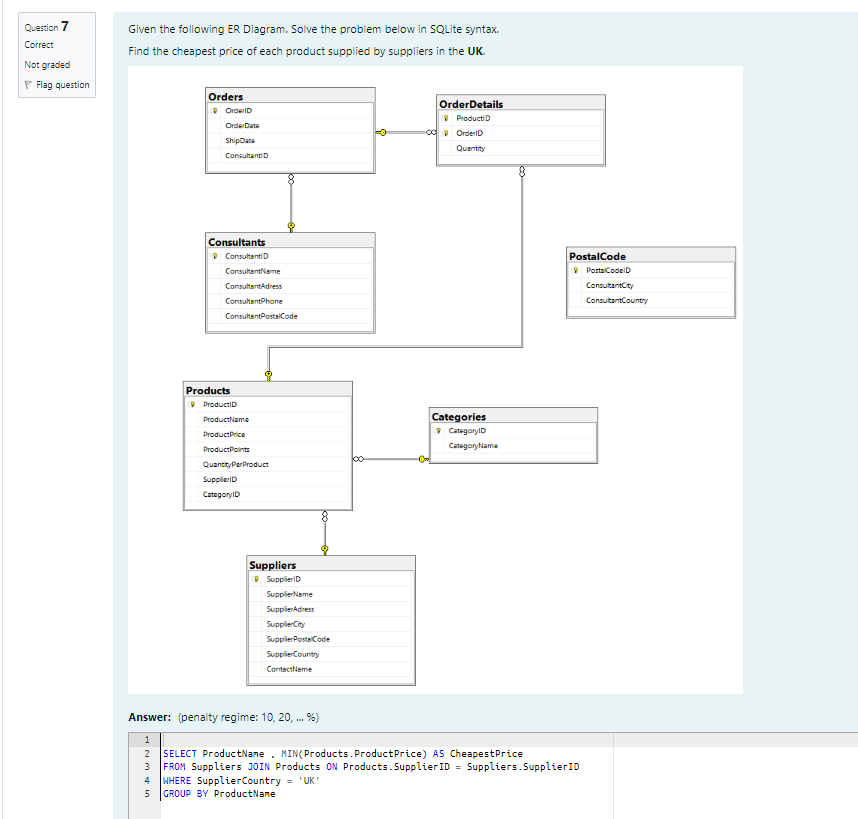 Question 7
Correct
Not graded
Flag question
Given the following ER Diagram. Solve the problem below in SQLite syntax.
Find the cheapest price of each product supplied by suppliers in the UK.
Orders
OrderID
OrderDate
ShipDate
ConsultantID
OrderDetails
ProductID
OrderID
Quantity
Consultants
ConsultantID
ConsultantName
ConsultantAdress
ConsultantPhone
ConsultantPostalCode
PostalCode
PostalCodeID
ConsultantCity
ConsultantCountry
Products
ProductID
ProductName
ProductPrice
ProductPoints
QuantityPerProduct
SupplierID
CategoryID
Categories
CategoryID
CategoryName
Suppliers
SupplierID
SupplierName
SupplierAdress
SupplierCity
SupplierPostalCode
SupplierCountry
ContactName
Answer: (penalty regime: 10, 20, ... %)
1
2 SELECT ProductName , MIN(Products.ProductPrice) AS CheapestPrice
3 FROM Suppliers JOIN Products ON Products.SupplierID = Suppliers.SupplierID
4 WHERE SupplierCountry = 'UK'
5 GROUP BY ProductName